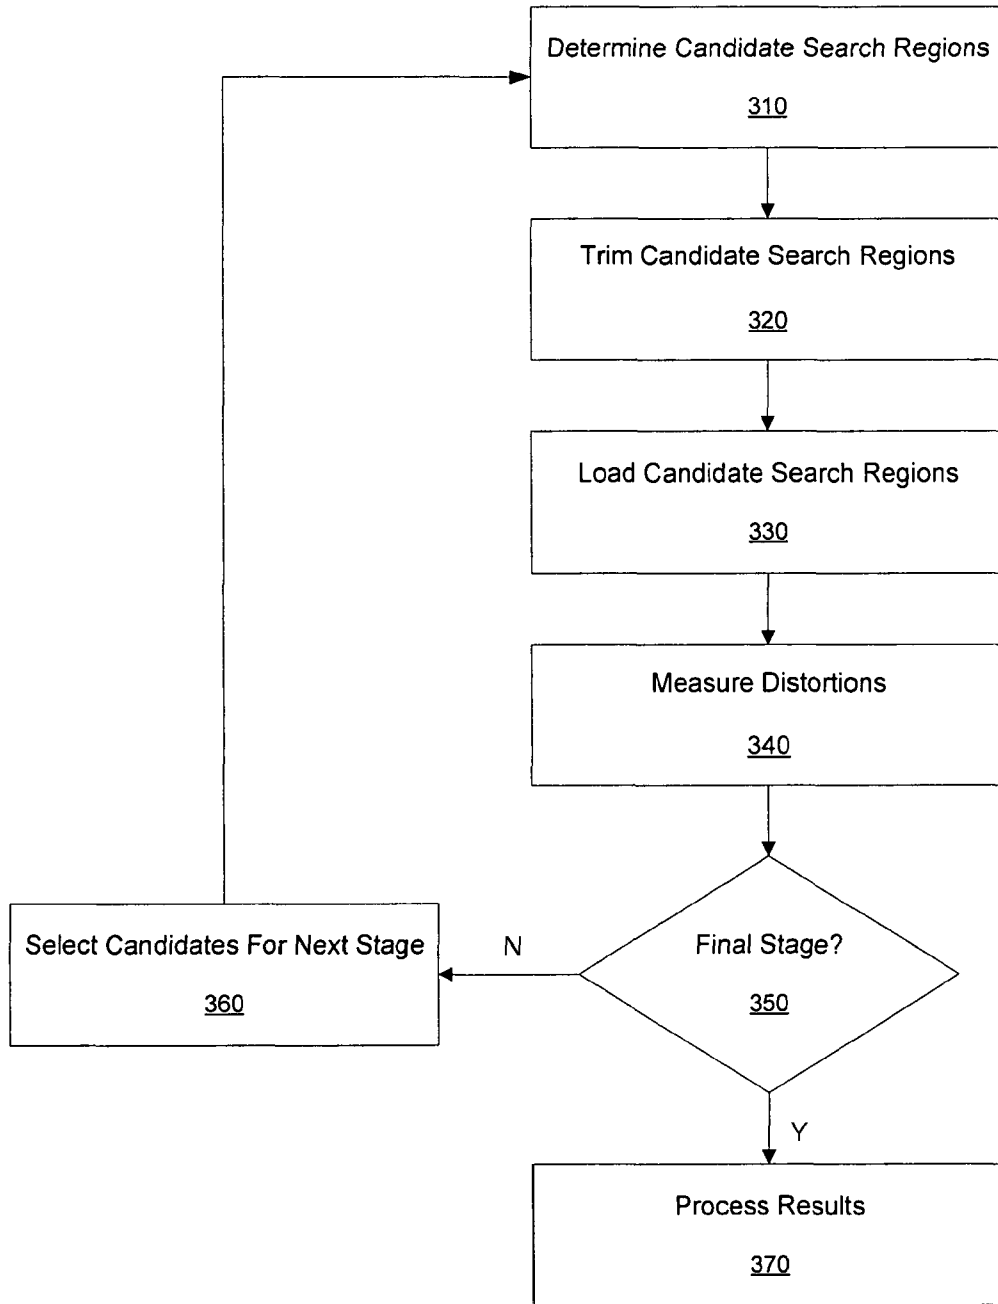 Determine Candidate Search Regions
310
Trim Candidate Search Regions
320
Load Candidate Search Regions
330
Measure Distortions
340
Final Stage?
350
N
Select Candidates For Next Stage
360
Y
Process Results
370